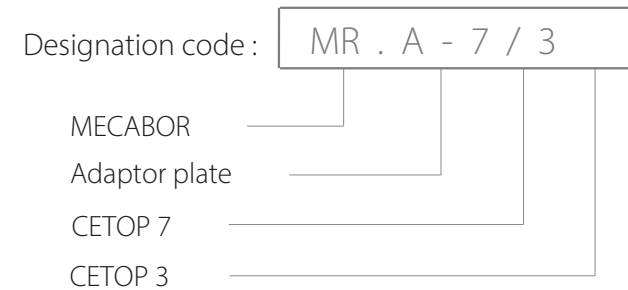 Designation code : MR . A - 7 / 3
MECABOR
Adaptor plate
CETOP 7
CETOP 3